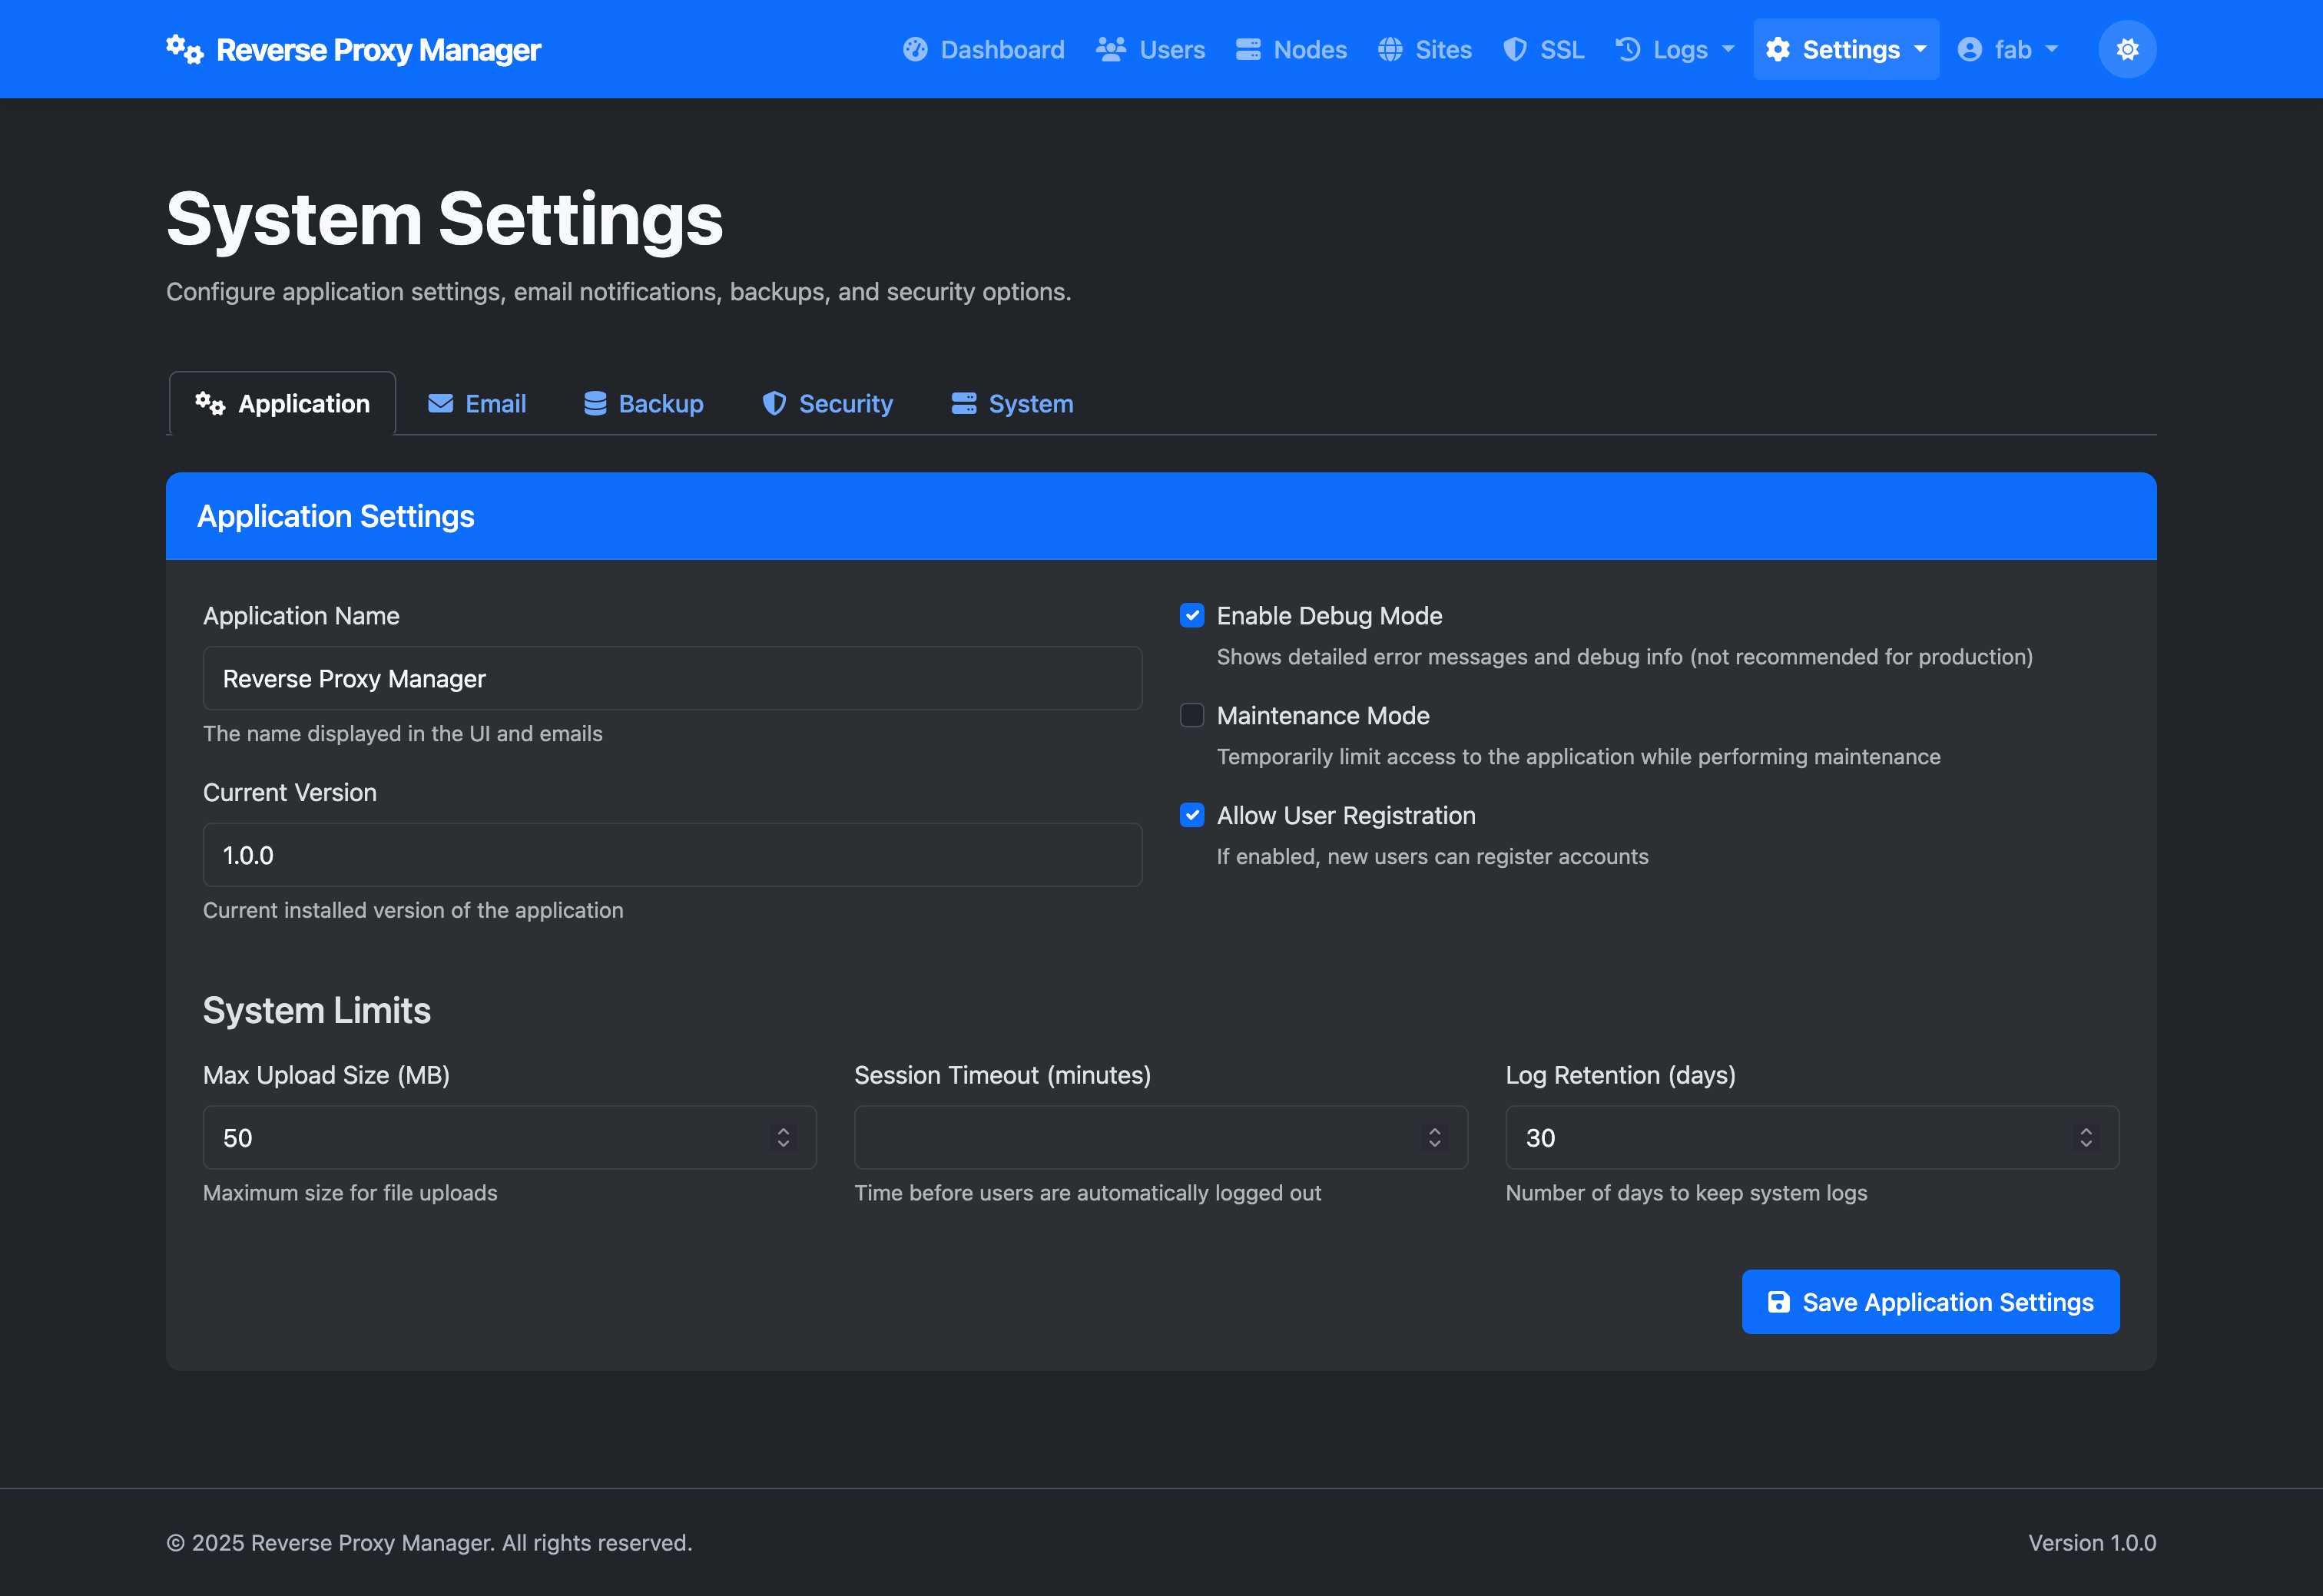 Reverse Proxy Manager
Dashboard
Users
Nodes
Sites
SSL
Logs
Settings
fab
System Settings
Configure application settings, email notifications, backups, and security options.
Application
Email
Backup
Security
System
Application Settings
Application Name
Reverse Proxy Manager
The name displayed in the UI and emails
Current Version
1.0.0
Current installed version of the application
Enable Debug Mode
Shows detailed error messages and debug info (not recommended for production)
Maintenance Mode
Temporarily limit access to the application while performing maintenance
Allow User Registration
If enabled, new users can register accounts
System Limits
Max Upload Size (MB)
50
Maximum size for file uploads
Session Timeout (minutes)
Time before users are automatically logged out
Log Retention (days)
30
Number of days to keep system logs
Save Application Settings
© 2025 Reverse Proxy Manager. All rights reserved.
Version 1.0.0